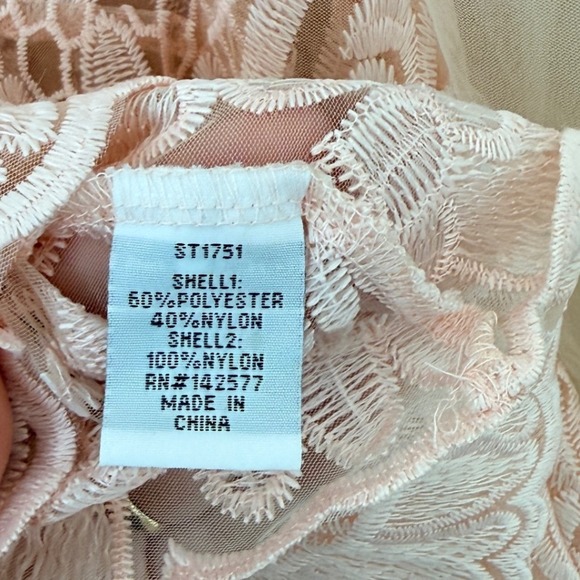 ST1751
SHELL1:
60%POLYESTER
40%NYLON
SHELL2:
100%NYLON
RN#142577
MADE IN
CHINA